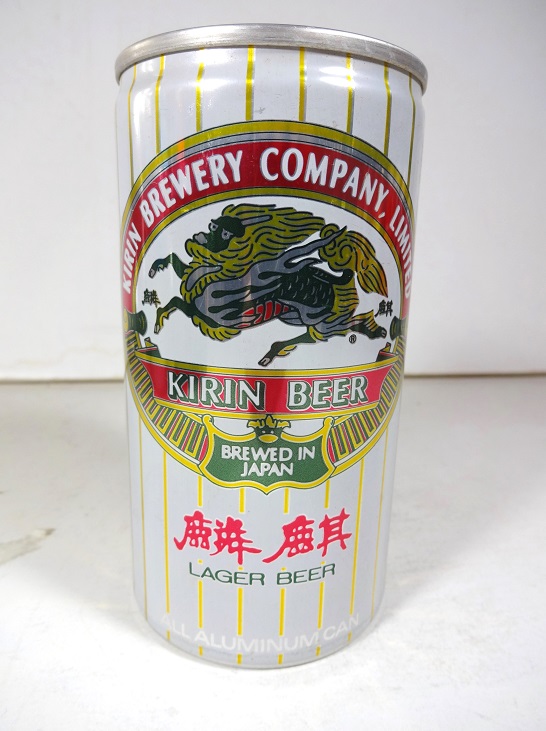 KIRIN BREWERY COMPANY, LIMITED
麟 麒
®
KIRIN BEER
BREWED IN
JAPAN
麟麒
LAGER BEER
ALL ALUMINUM CAN